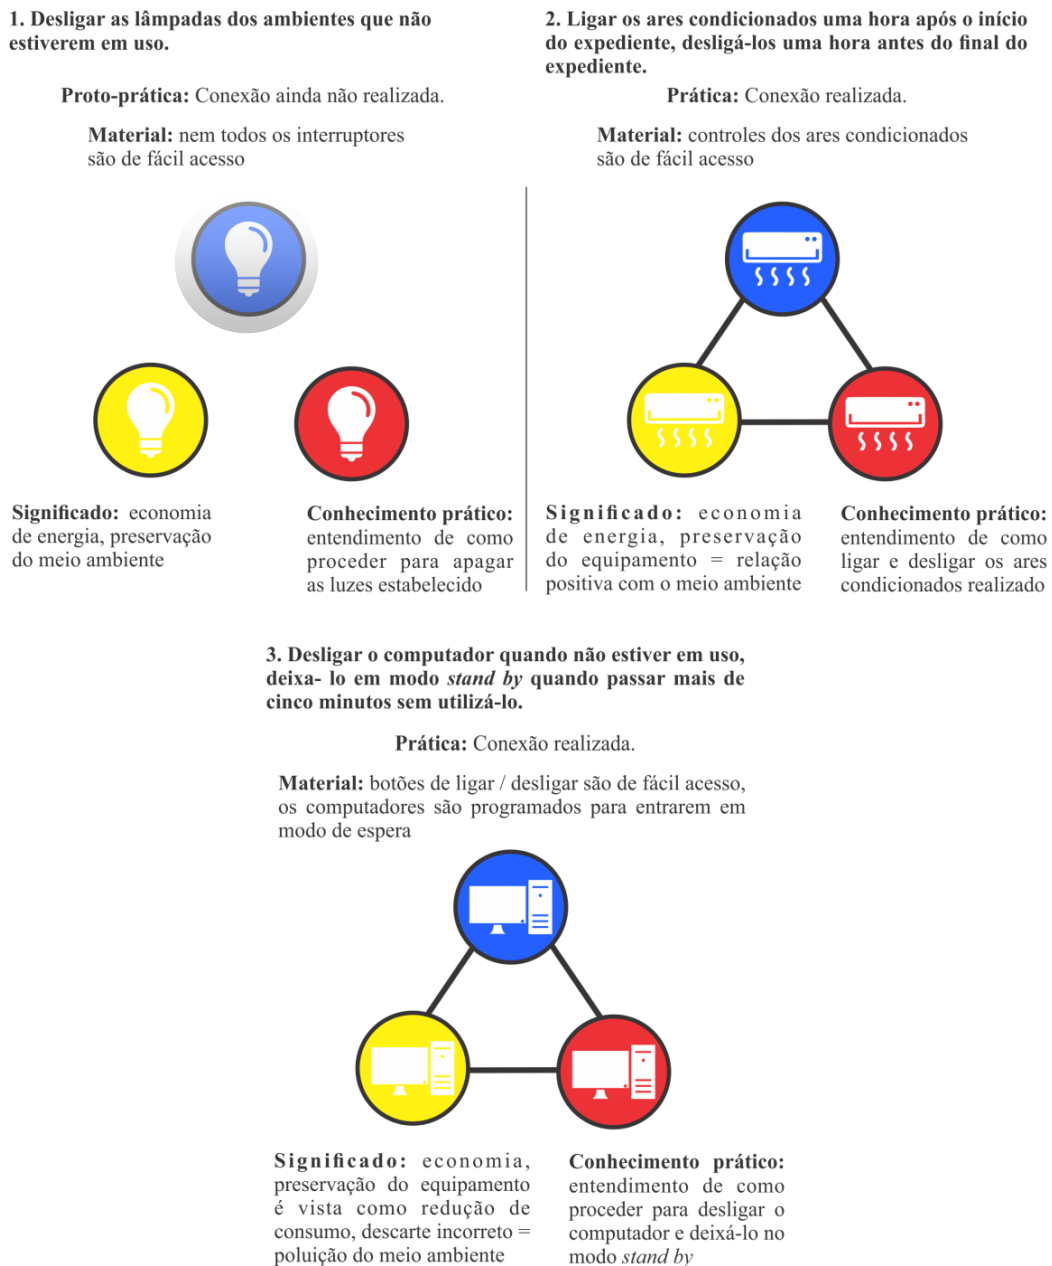 1. Desligar as lâmpadas dos ambientes que não
estiverem em uso.
Proto-prática: Conexão ainda não realizada.
Material: nem todos os interruptores
são de fácil acesso
Significado: economia
de energia, preservação
do meio ambiente
Conhecimento prático:
entendimento de como
proceder para apagar
as luzes estabelecido
2. Ligar os ares condicionados uma hora após o início
do expediente, desligá-los uma hora antes do final do
expediente.
Prática: Conexão realizada.
Material: controles dos ares condicionados
são de fácil acesso
Significado: economia
de energia, preservação
do equipamento = relação
positiva com o meio ambiente
Conhecimento prático:
entendimento de como
ligar e desligar os ares
condicionados realizado
3. Desligar o computador quando não estiver em uso,
deixa- lo em modo stand by quando passar mais de
cinco minutos sem utilizá-lo.
Prática: Conexão realizada.
Material: botões de ligar / desligar são de fácil acesso,
os computadores são programados para entrarem em
modo de espera
Significado: economia,
preservação do equipamento
é vista como redução de
consumo, descarte incorreto =
poluição do meio ambiente
Conhecimento prático:
entendimento de como
proceder para desligar o
computador e deixá-lo no
modo stand by